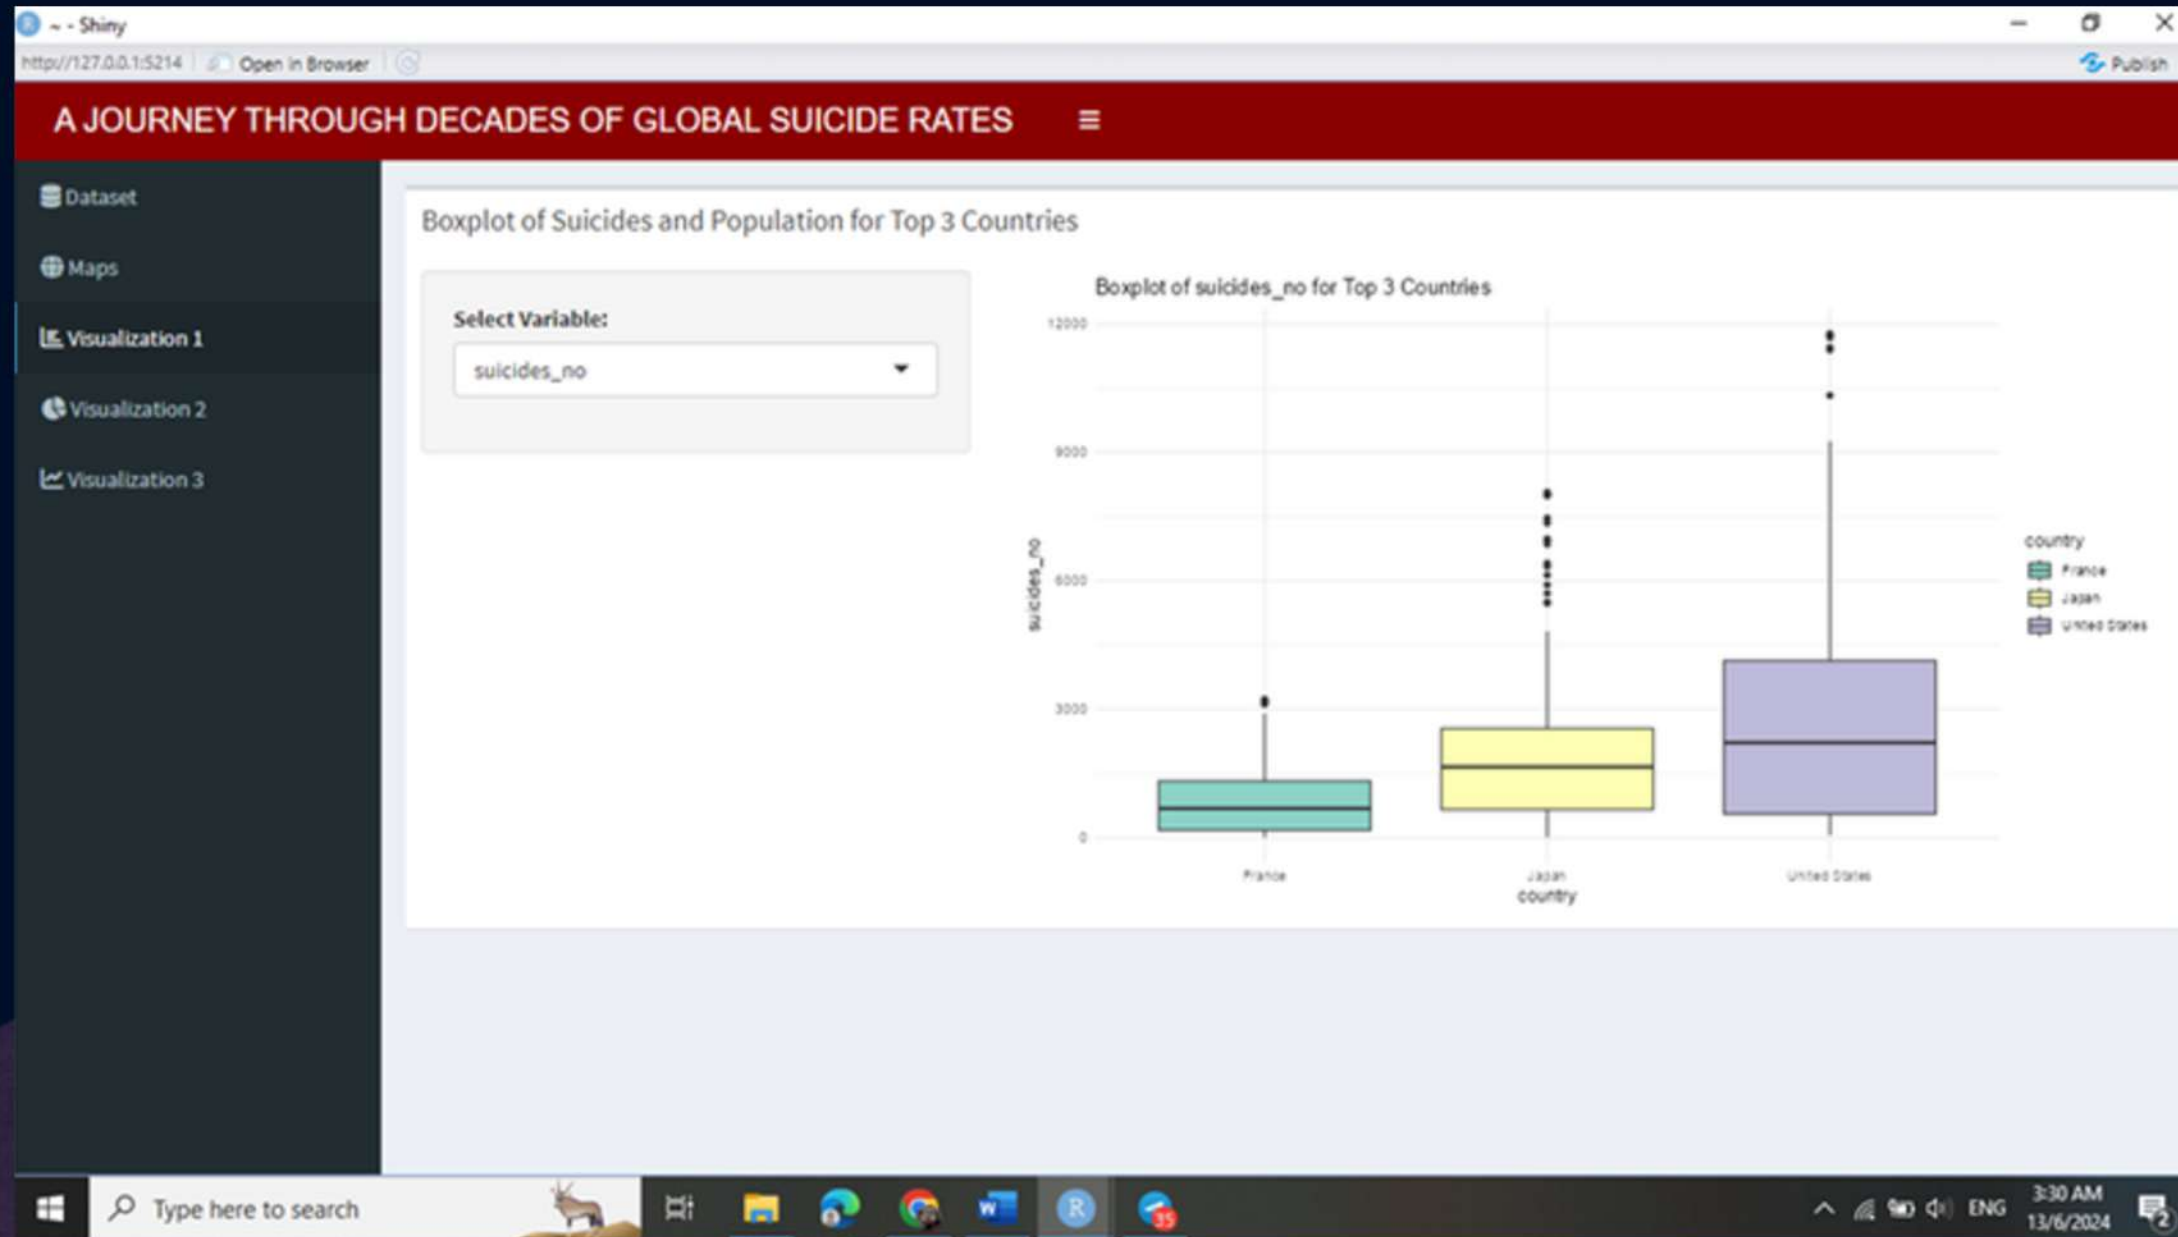 ~ - Shiny
http://127.0.0.1:5214 Open in Browser
Publish
A JOURNEY THROUGH DECADES OF GLOBAL SUICIDE RATES
Dataset
Maps
Visualization 1
Visualization 2
Visualization 3
Boxplot of Suicides and Population for Top 3 Countries
Select Variable:
suicides_no
Boxplot of suicides_no for Top 3 Countries
12000
9000
6000
3000
0
suicides_no
France
Japan
United States
country
country
France
Japan
United States
Type here to search
W
R
35
ENG
3:30 AM
13/6/2024
2